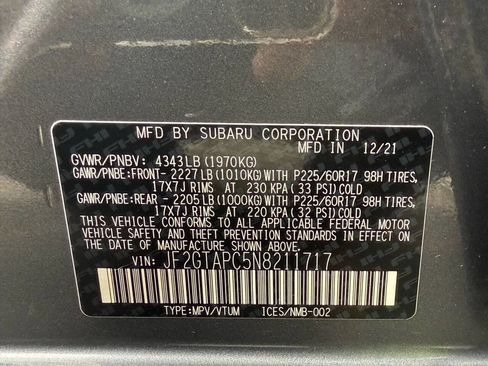 MFD BY SUBARU CORPORATION
IN 12/21
GVWR/PNBV: 4343LB(1970KG)
GAWR/PNBE:FRONT- 2227LB(1010KG)WITH P225/60R17 98H TIRES,
17X7J RIMS AT 230 KPA(33 PSI)COLD
GAWR/PNBE:REAR - 2205LB(1000KG)WITH P225/60R17 98H TIRES,
17X7J RIMS AT 220 KPA(32 PSI)COLD
THIS VEHICLE CONFORMS TO ALL APPLICABLE FEDERAL MOTOR
VEHICLE SAFETY AND BUMPER STANDARDS IN EFFECT ON THE
DATE OF MANUFACTURE SHOWN ABOVE.
VIN: JF2GTAPC5N8211717
TYPE:MPV/VTUM ICES/NMB-002